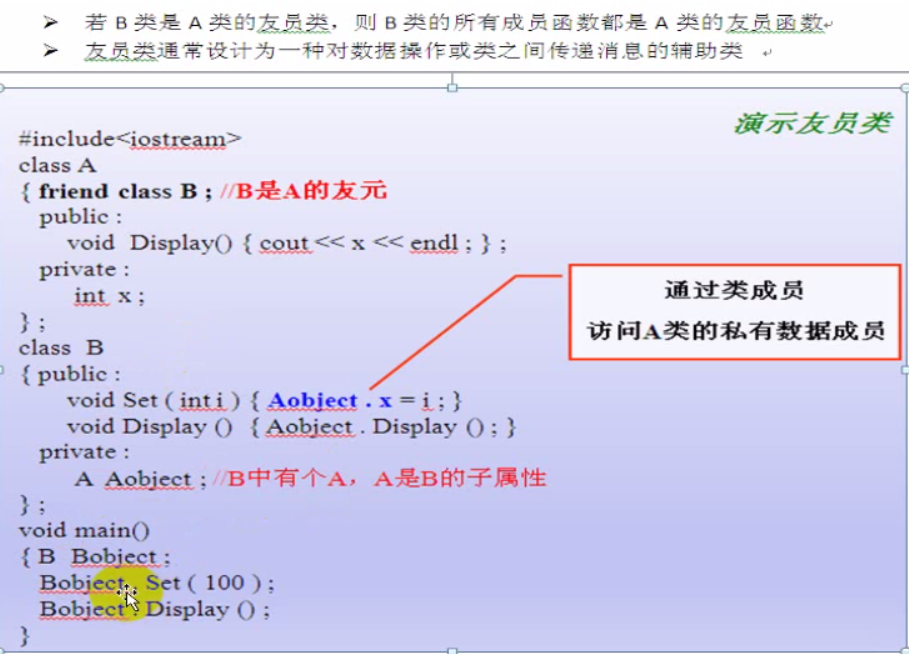 ➢ 若 B 类是 A 类的友员类，则 B 类的所有成员函数都是 A 类的友员函数
➢ 友员类通常设计为一种对数据操作或类之间传递消息的辅助类
演示友员类
#include<iostream>
class A
{ friend class B ; //B是A的友元
public :
void Display() { cout << x << endl ; } ;
private :
int x ;
} ;
通过类成员
访问A类的私有数据成员
class B
{ public :
void Set ( int i ) { Aobject . x = i ; }
void Display () { Aobject . Display () ; }
private :
A Aobject ; //B中有个A，A是B的子属性
} ;
void main()
{ B Bobject ;
Bobject . Set ( 100 ) ;
Bobject . Display () ;
}